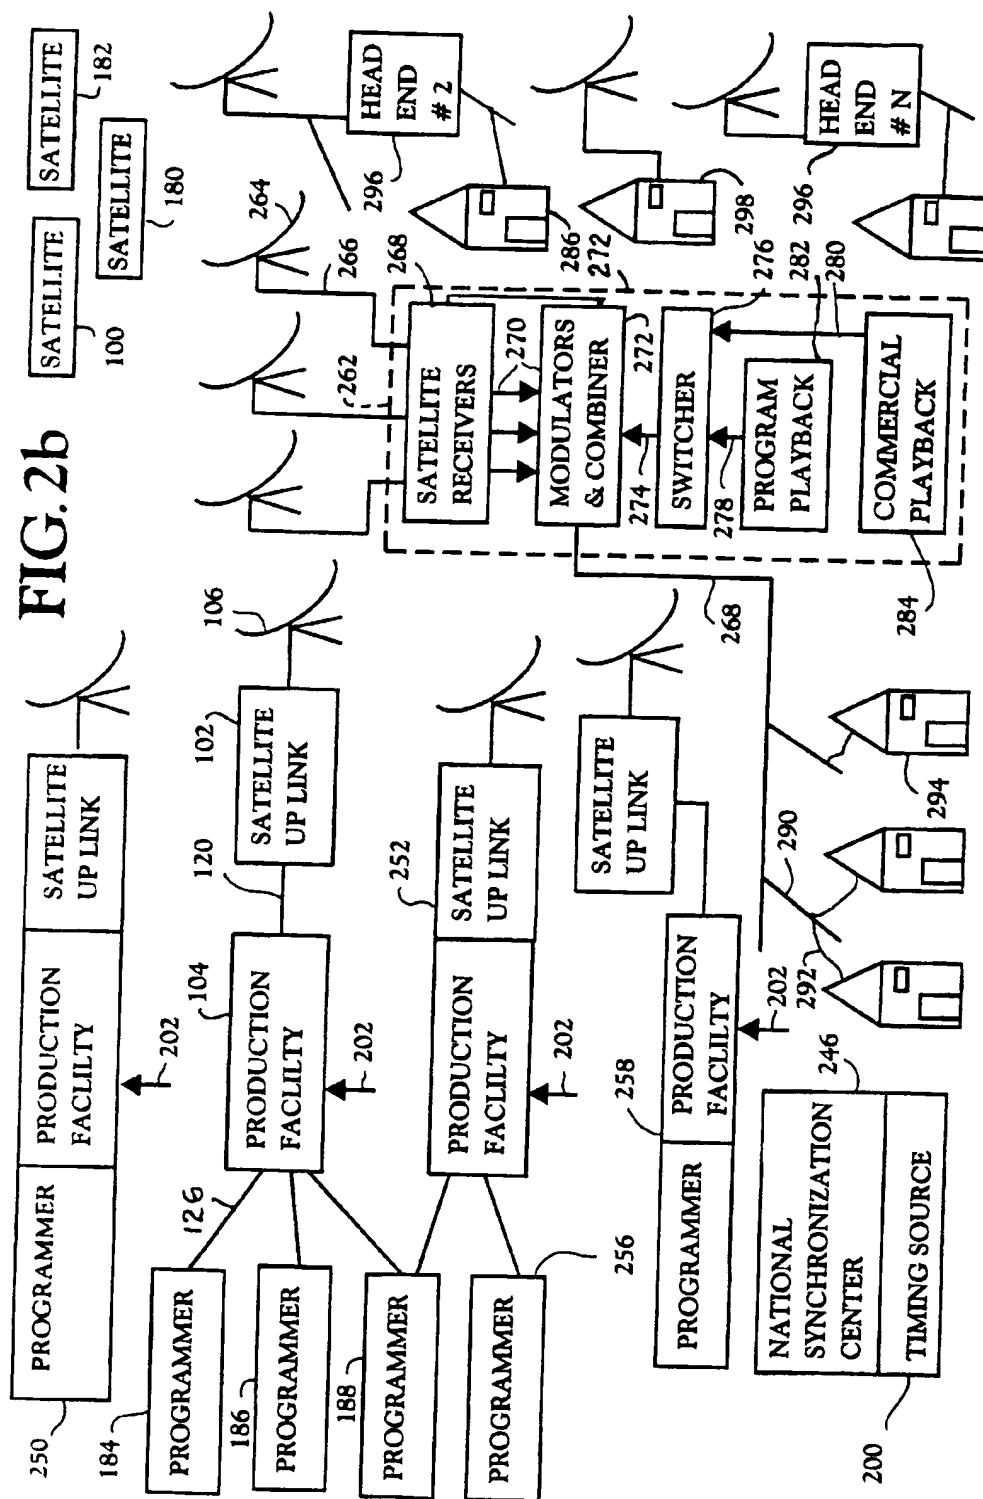 FIG. 2b
250
PROGRAMMER
PRODUCTION
FACLILTY
SATELLITE
UP LINK
202
SATELLITE
100
SATELLITE
180
SATELLITE
182
184
PROGRAMMER
186
PROGRAMMER
188
PROGRAMMER
PROGRAMMER
256
126
104
PRODUCTION
FACLILTY
202
120
102
SATELLITE
UP LINK
106
PRODUCTION
FACLILTY
252
SATELLITE
UP LINK
202
258
PROGRAMMER
PRODUCTION
FACLILTY
202
SATELLITE
UP LINK
NATIONAL
SYNCHRONIZATION
CENTER
246
TIMING SOURCE
200
262
264
266
268
SATELLITE
RECEIVERS
270
MODULATORS
& COMBINER
272
272
274
SWITCHER
276
278
PROGRAM
PLAYBACK
282
280
COMMERCIAL
PLAYBACK
284
268
290
292
294
HEAD
END
# 2
296
286
298
HEAD
END
# N
296